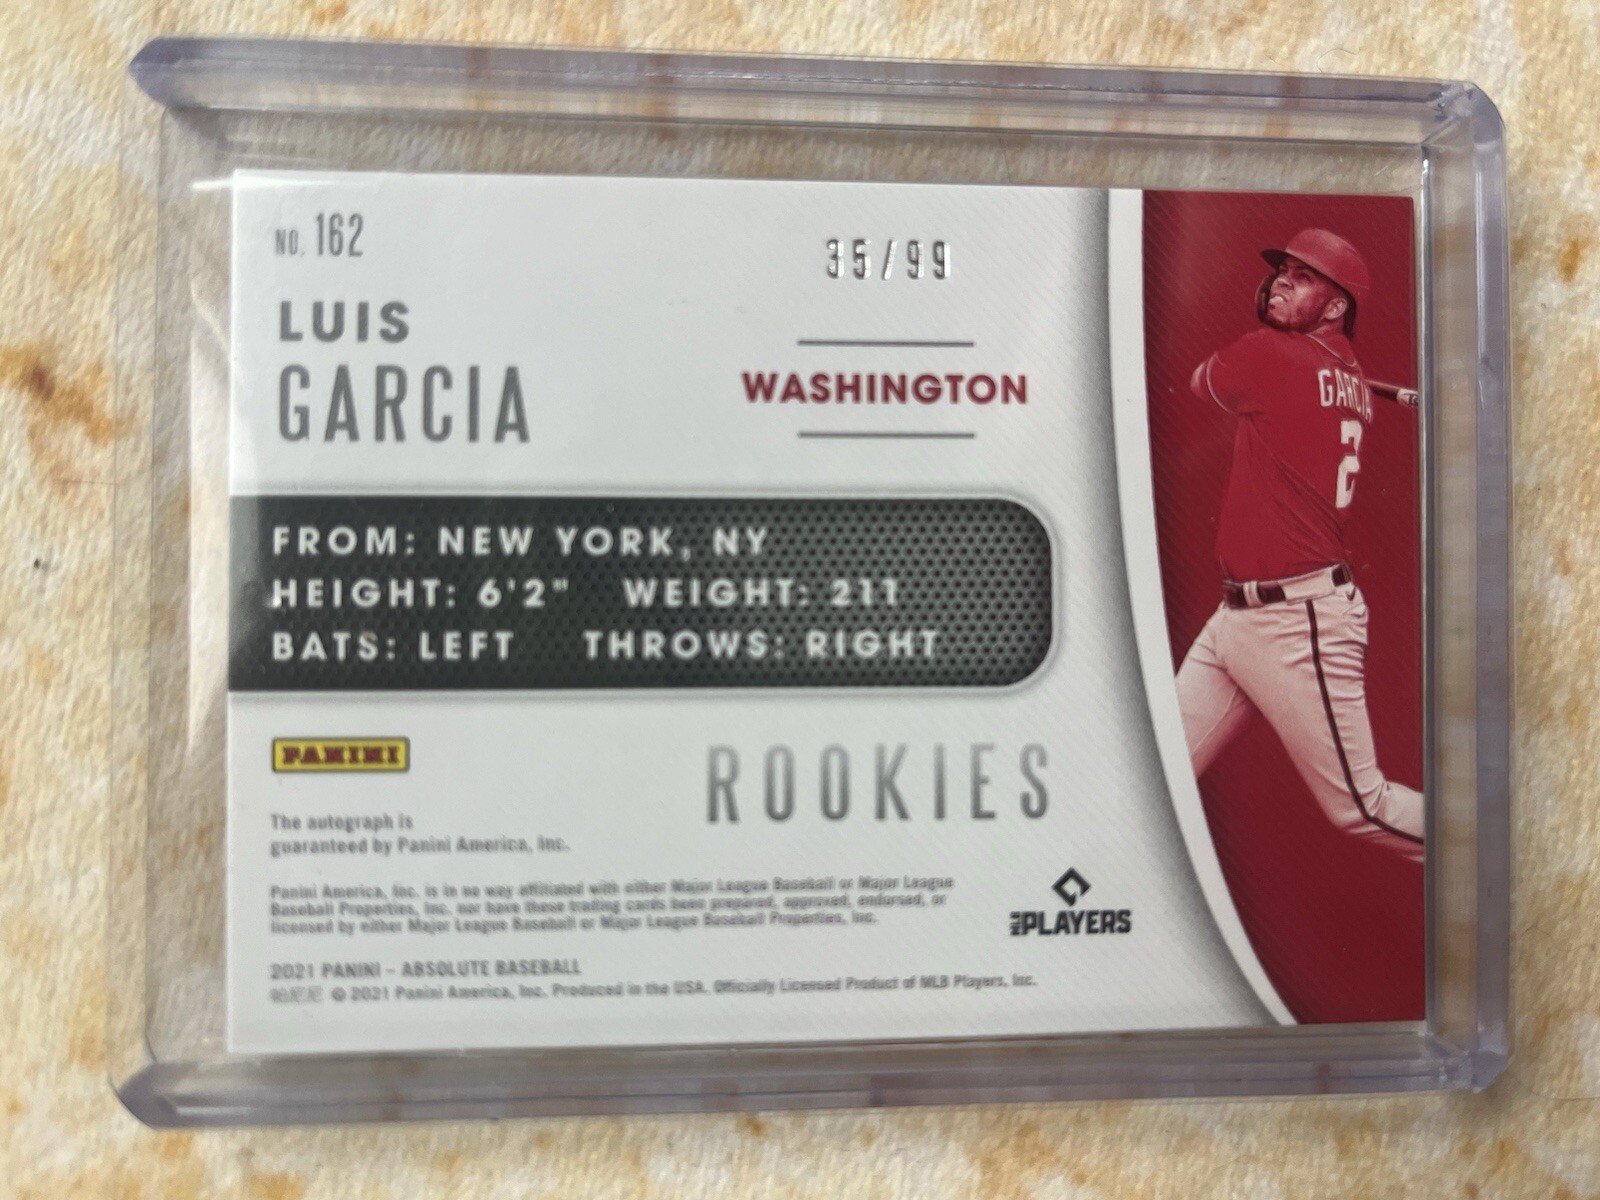 NO. 162
35/99
LUIS
GARCIA
WASHINGTON
FROM: NEW YORK, NY
HEIGHT: 6'2" WEIGHT: 211
BATS: LEFT THROWS: RIGHT
PANINI
ROOKIES
The autograph is
guaranteed by Panini America, Inc.
Panini America, Inc. is in no way affiliated with either Major League Baseball or Major League
Baseball Properties, Inc. nor have these trading cards been prepared, approved, endorsed, or
licensed by either Major League Baseball or Major League Baseball Properties, Inc.
MLB PLAYERS
2021 PANINI – ABSOLUTE BASEBALL
帕尼尼 © 2021 Panini America, Inc. Produced in the USA. Officially Licensed Product of MLB Players, Inc.
GARCIA
2